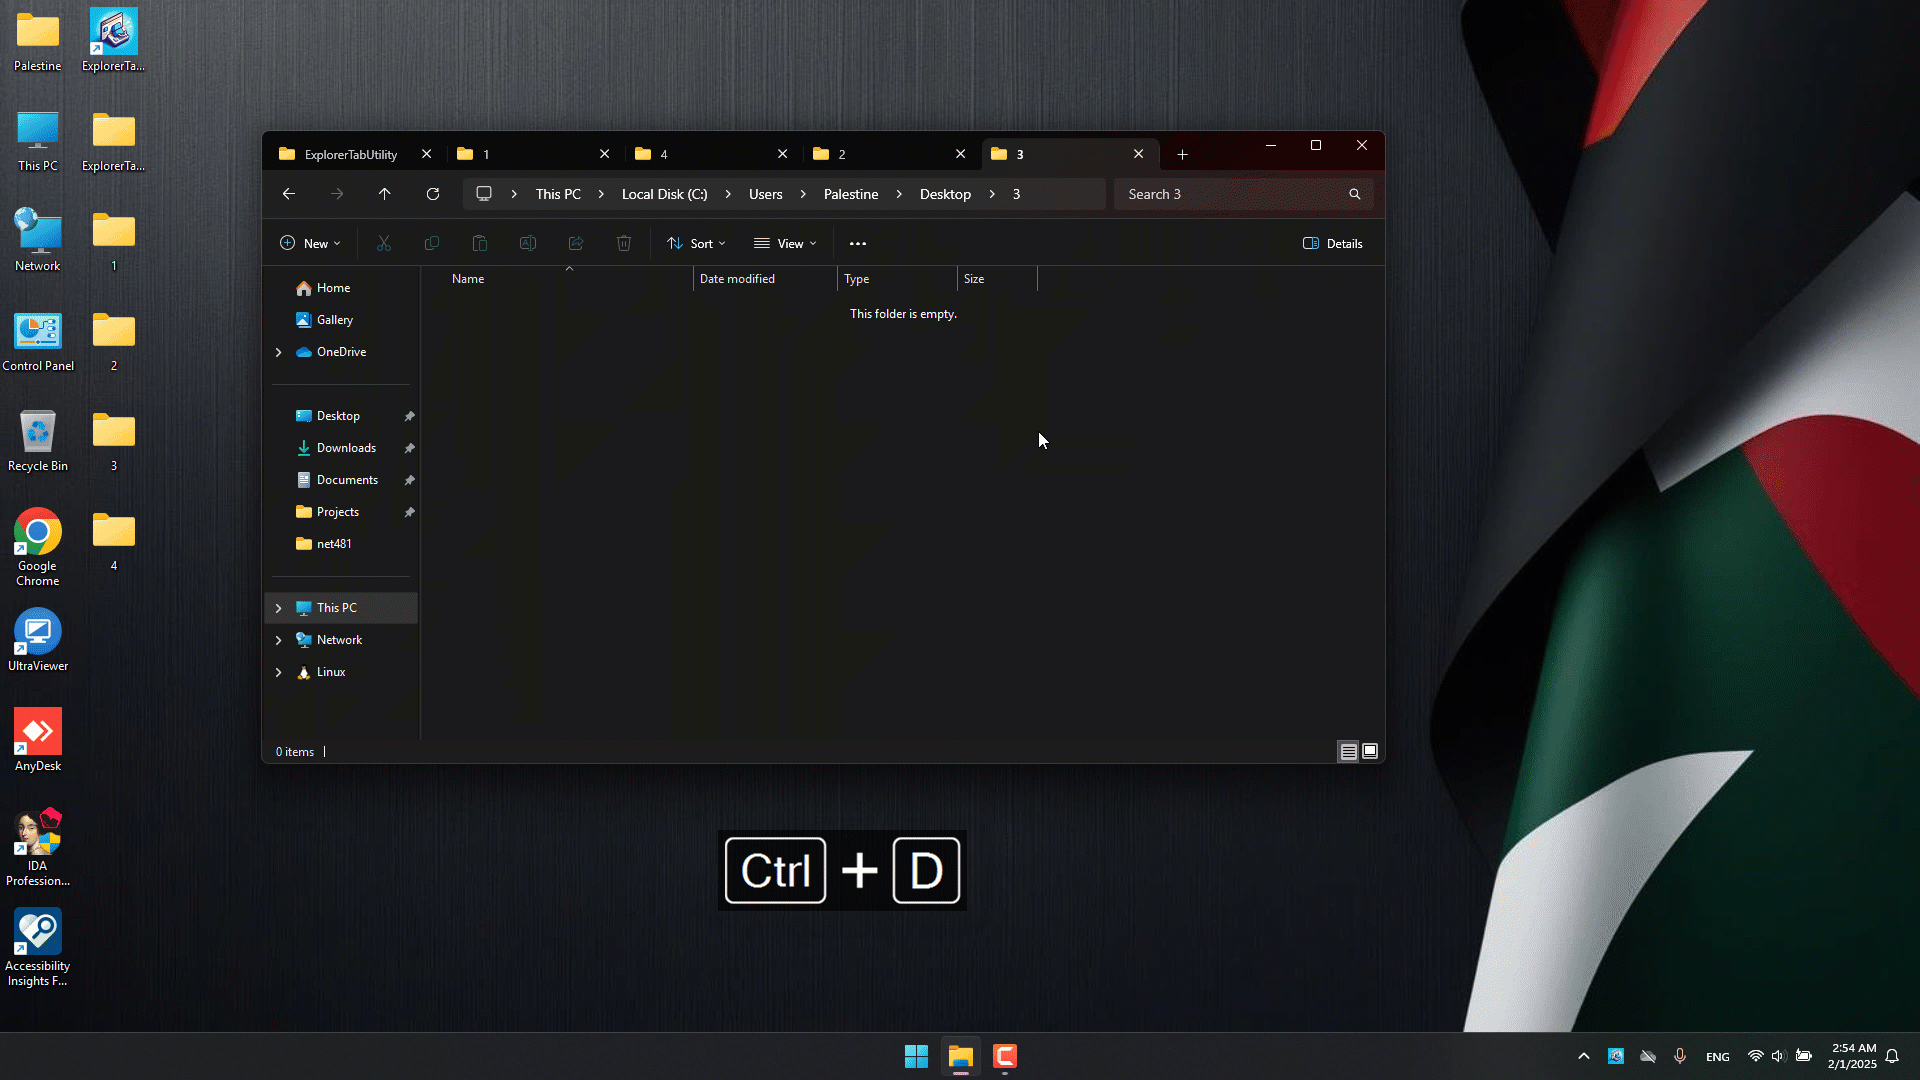 Palestine
ExplorerTa...
This PC
ExplorerTa...
Network
1
Control Panel
2
Recycle Bin
3
Google
Chrome
4
UltraViewer
AnyDesk
IDA
Profession...
Accessibility
Insights F...
ExplorerTabUtility
1
4
2
3
This PC
Local Disk (C:)
Users
Palestine
Desktop
3
Search 3
New
Sort
View
Details
Name
Date modified
Type
Size
This folder is empty.
Home
Gallery
OneDrive
Desktop
Downloads
Documents
Projects
net481
This PC
Network
Linux
0 items
Ctrl + D
ENG
2:54 AM
2/1/2025